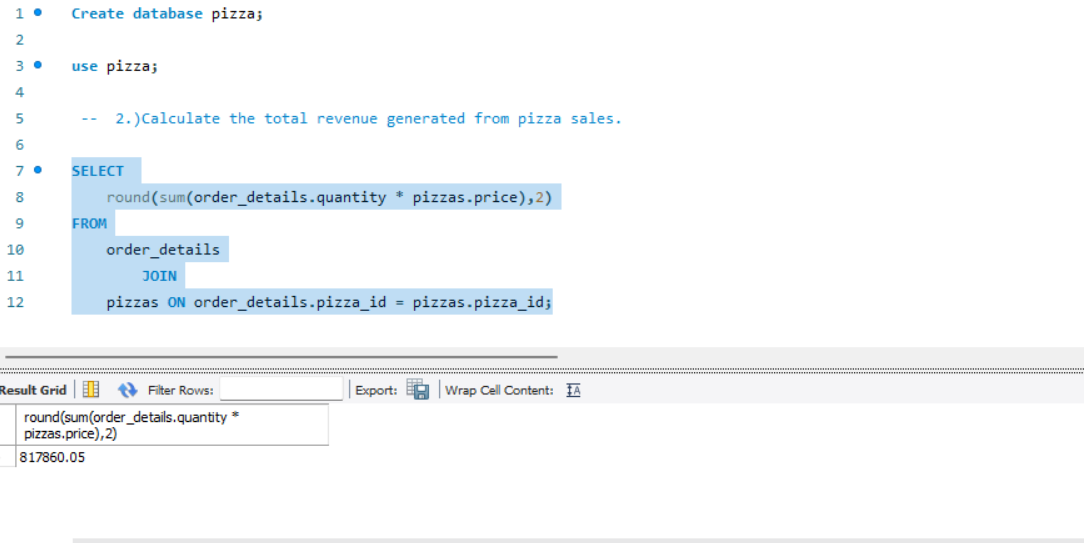 1 Create database pizza;
2
3 use pizza;
4
5 -- 2.)Calculate the total revenue generated from pizza sales.
6
7 SELECT
8 round(sum(order_details.quantity * pizzas.price),2)
9 FROM
10 order_details
11 JOIN
12 pizzas ON order_details.pizza_id = pizzas.pizza_id;
Result Grid Filter Rows: Export: Wrap Cell Content: IA
round(sum(order_details.quantity *
pizzas.price),2)
817860.05